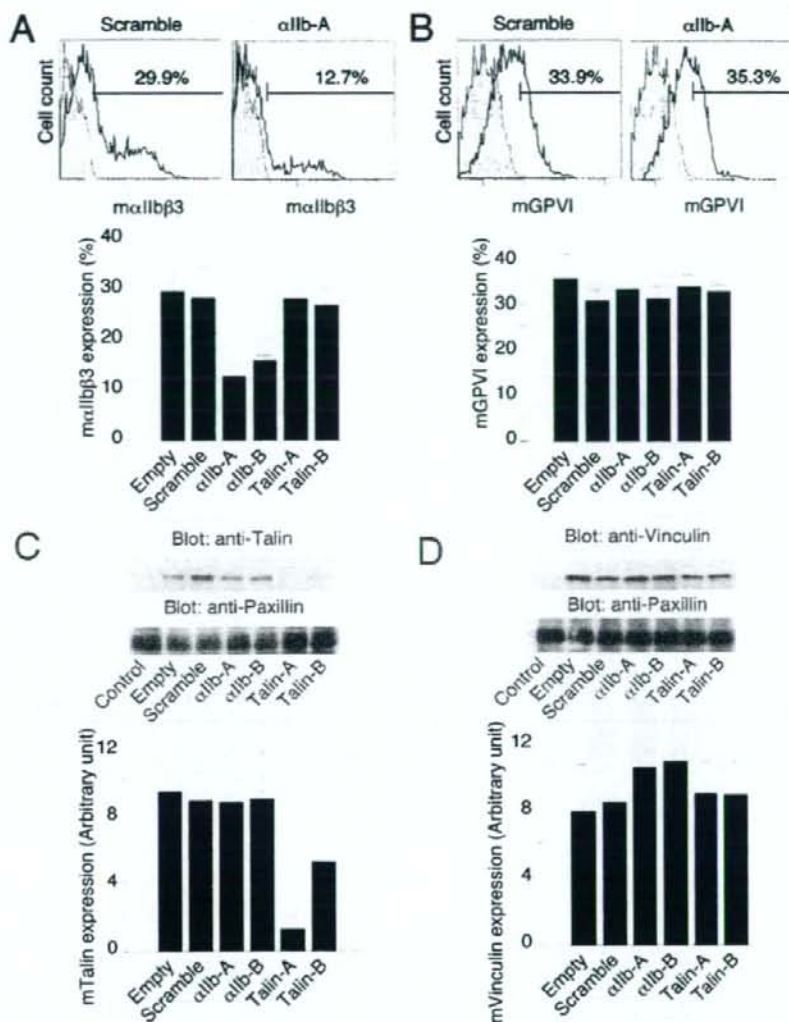 A
Scramble
αIIb-A
Cell count
29.9%
12.7%
mαIIbβ3
mαIIbβ3
mαIIbβ3 expression (%)
40
30
20
10
0
Empty
Scramble
αIIb-A
αIIb-B
Talin-A
Talin-B
B
Scramble
αIIb-A
Cell count
33.9%
35.3%
mGPVI
mGPVI
mGPVI expression (%)
40
30
20
10
0
Empty
Scramble
αIIb-A
αIIb-B
Talin-A
Talin-B
C
Blot: anti-Talin
Blot: anti-Paxillin
Control
Empty
Scramble
αIIb-A
αIIb-B
Talin-A
Talin-B
mTalin expression (Arbitrary unit)
12
8
4
0
Empty
Scramble
αIIb-A
αIIb-B
Talin-A
Talin-B
D
Blot: anti-Vinculin
Blot: anti-Paxillin
Control
Empty
Scramble
αIIb-A
αIIb-B
Talin-A
Talin-B
mVinculin expression (Arbitrary unit)
12
8
4
0
Empty
Scramble
αIIb-A
αIIb-B
Talin-A
Talin-B